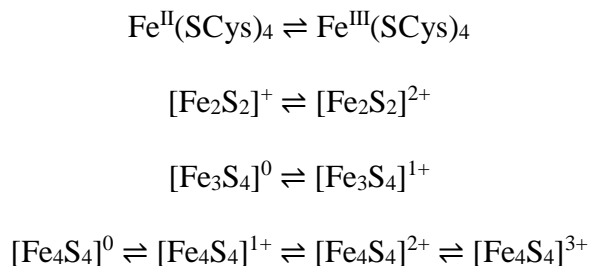 Fe^II(SCys)₄ ⇌ Fe^III(SCys)₄
[Fe₂S₂]⁺ ⇌ [Fe₂S₂]²⁺
[Fe₃S₄]⁰ ⇌ [Fe₃S₄]¹⁺
[Fe₄S₄]⁰ ⇌ [Fe₄S₄]¹⁺ ⇌ [Fe₄S₄]²⁺ ⇌ [Fe₄S₄]³⁺